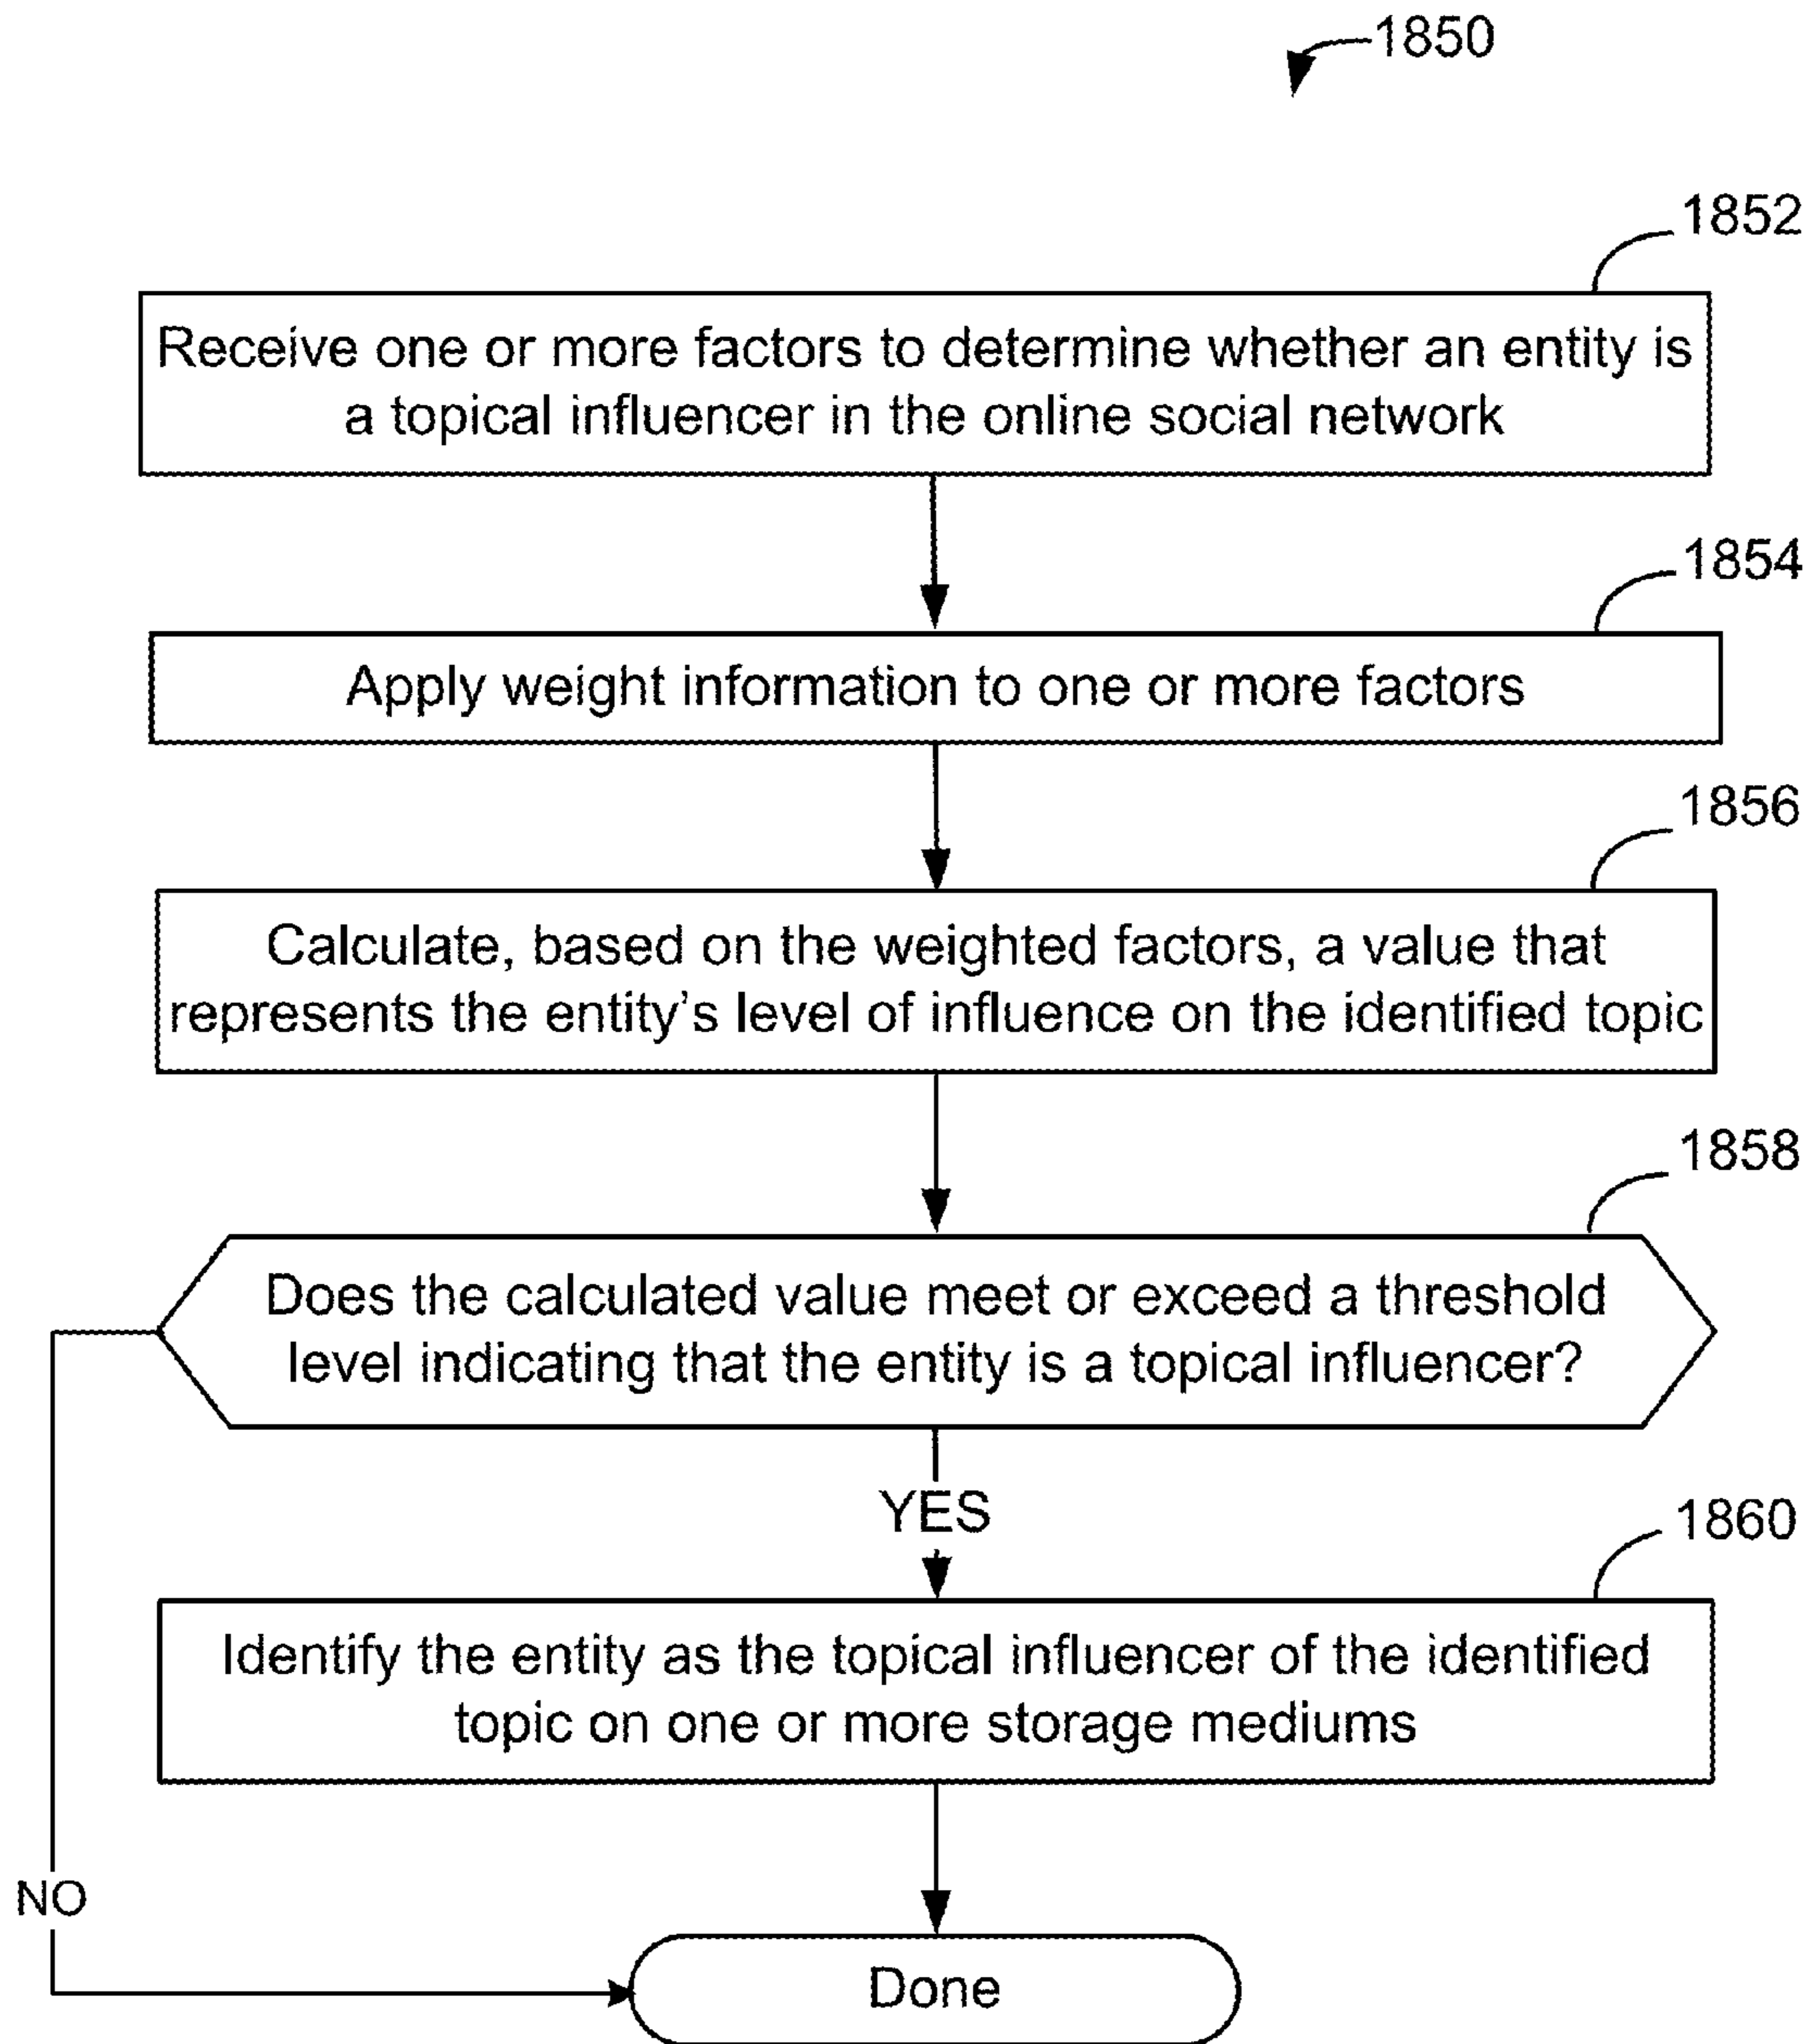 1850
1852
Receive one or more factors to determine whether an entity is
a topical influencer in the online social network
1854
Apply weight information to one or more factors
1856
Calculate, based on the weighted factors, a value that
represents the entity's level of influence on the identified topic
1858
Does the calculated value meet or exceed a threshold
level indicating that the entity is a topical influencer?
YES
1860
Identify the entity as the topical influencer of the identified
topic on one or more storage mediums
NO
Done